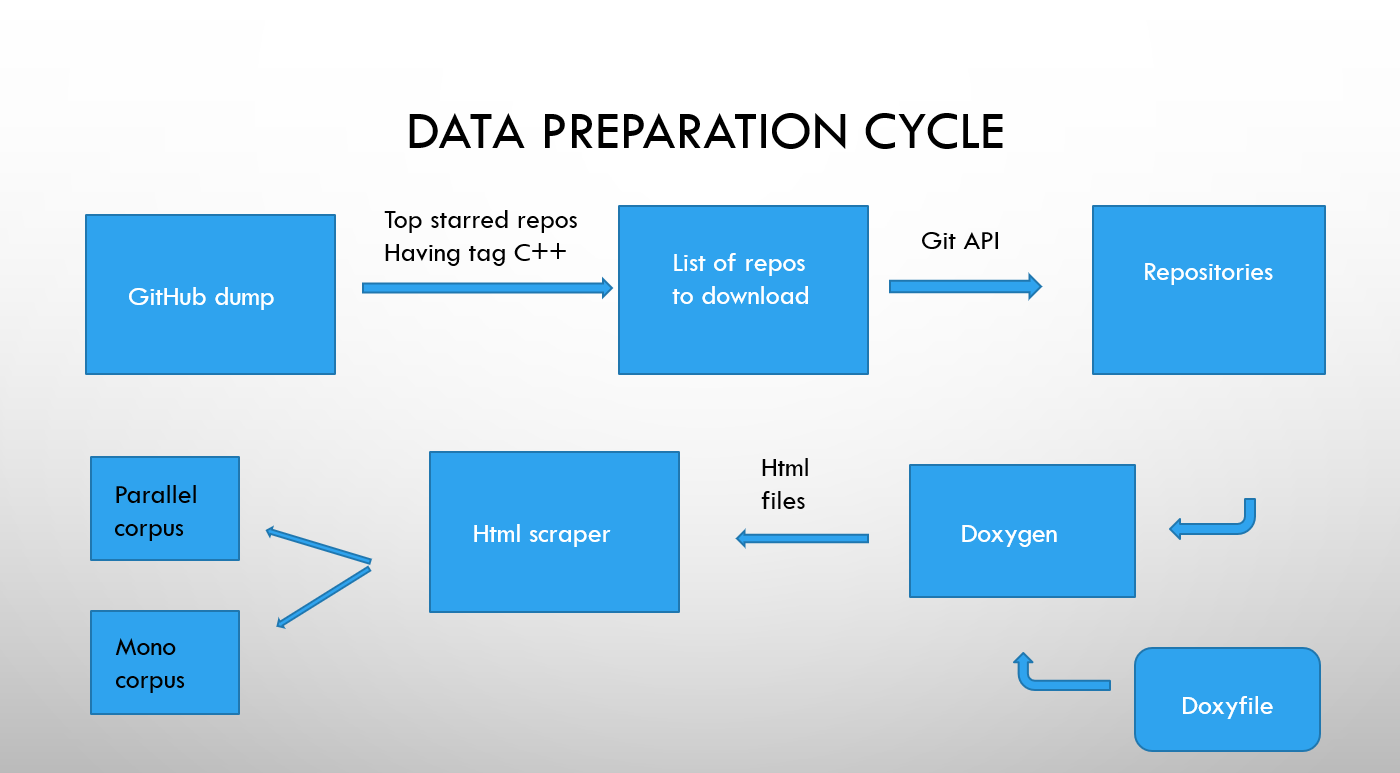 DATA PREPARATION CYCLE
GitHub dump
Top starred repos
Having tag C++
List of repos
to download
Git API
Repositories
Parallel
corpus
Mono
corpus
Html scraper
Html
files
Doxygen
Doxyfile